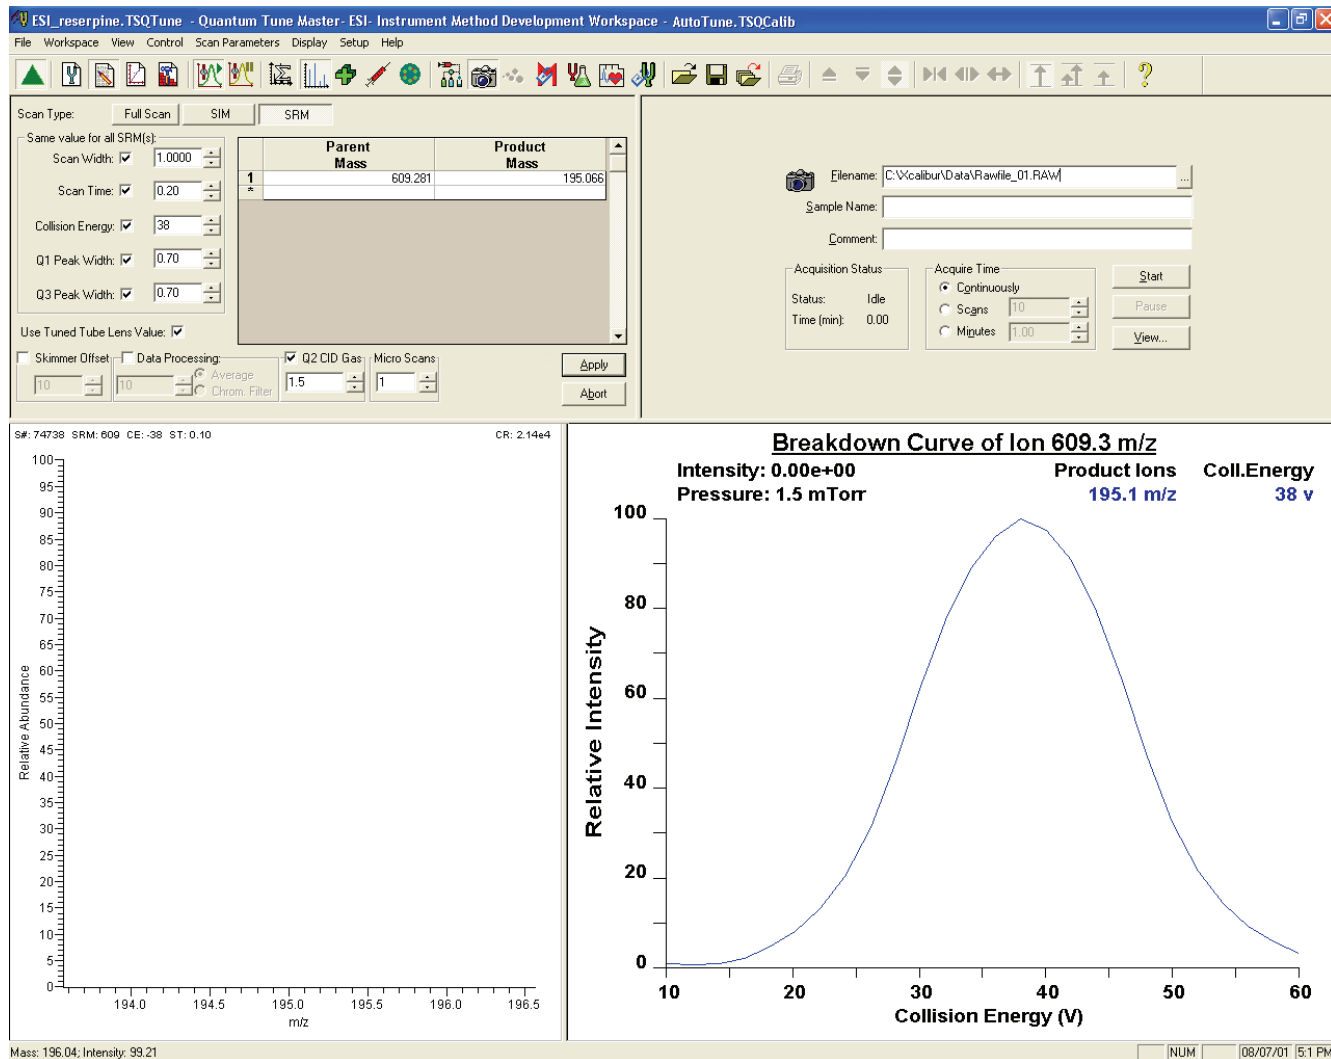 ESI_reserpine.TSQTune - Quantum Tune Master- ESI- Instrument Method Development Workspace - AutoTune.TSQCalib
File Workspace View Control Scan Parameters Display Setup Help
Scan Type: Full Scan SIM SRM
Same value for all SRM(s):
Scan Width: 1.0000
Scan Time: 0.20
Collision Energy: 38
Q1 Peak Width: 0.70
Q3 Peak Width: 0.70
Use Tuned Tube Lens Value:
Parent Mass Product Mass
1 609.281 195.066
*
Skimmer Offset Data Processing: Q2 CID Gas Micro Scans
10 10 Average 1.5 1
Chrom. Filter
Apply
Abort
Filename: C:\Xcalibur\Data\Rawfile_01.RAW ...
Sample Name:
Comment:
Acquisition Status
Status: Idle
Time (min): 0.00
Acquire Time
Continuously
Scans 10
Minutes 1.00
Start
Pause
View...
S#: 74738 SRM: 609 CE: -38 ST: 0.10 CR: 2.14e4
100
95
90
85
80
75
70
65
60
55
50
45
40
35
30
25
20
15
10
5
0
Relative Abundance
194.0 194.5 195.0 195.5 196.0 196.5
m/z
Breakdown Curve of Ion 609.3 m/z
Intensity: 0.00e+00 Product Ions Coll.Energy
Pressure: 1.5 mTorr 195.1 m/z 38 v
100
80
60
40
20
0
Relative Intensity
10 20 30 40 50 60
Collision Energy (V)
Mass: 196.04; Intensity: 99.21
NUM 08/07/01 5:1 PM